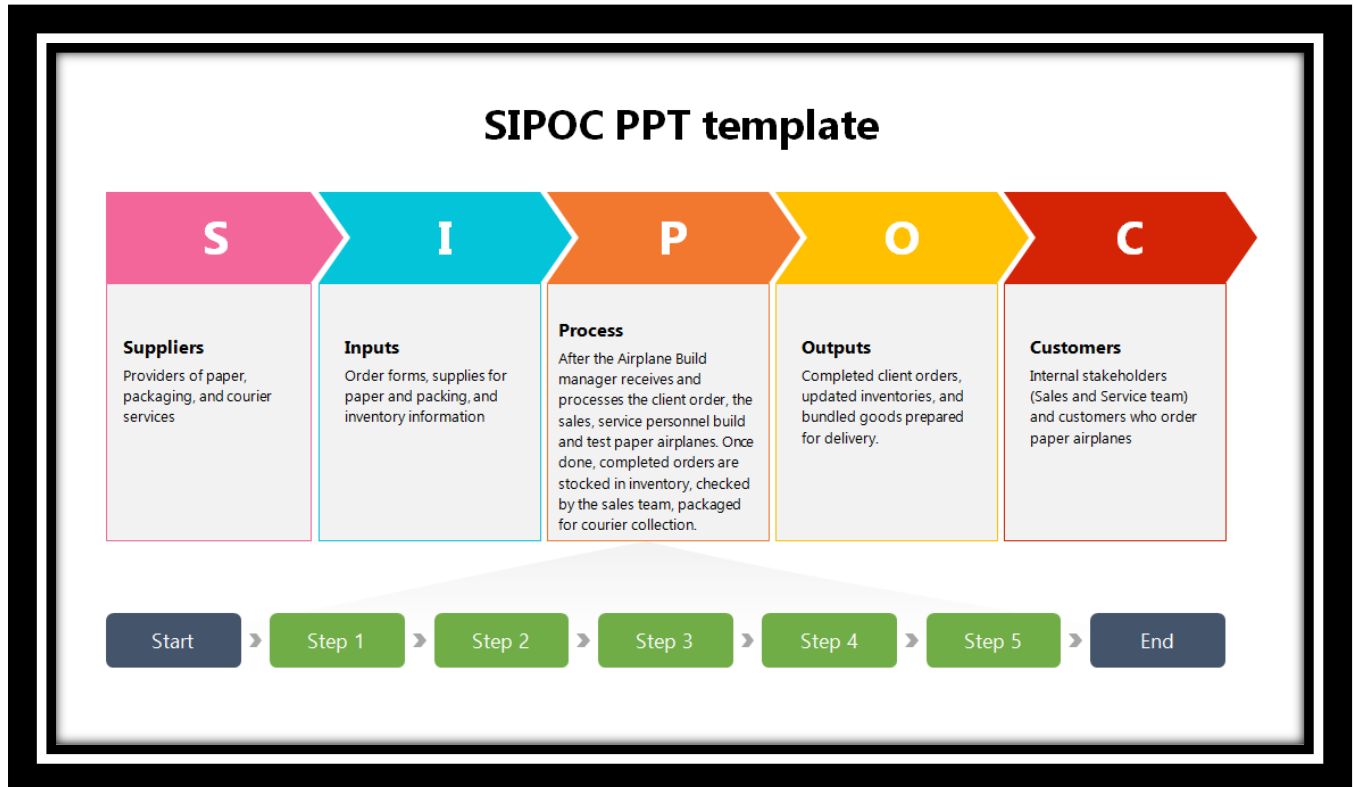 SIPOC PPT template
S
I
P
O
C
Suppliers
Providers of paper,
packaging, and courier
services
Inputs
Order forms, supplies for
paper and packing, and
inventory information
Process
After the Airplane Build
manager receives and
processes the client order, the
sales, service personnel build
and test paper airplanes. Once
done, completed orders are
stocked in inventory, checked
by the sales team, packaged
for courier collection.
Outputs
Completed client orders,
updated inventories, and
bundled goods prepared
for delivery.
Customers
Internal stakeholders
(Sales and Service team)
and customers who order
paper airplanes
Start
Step 1
Step 2
Step 3
Step 4
Step 5
End